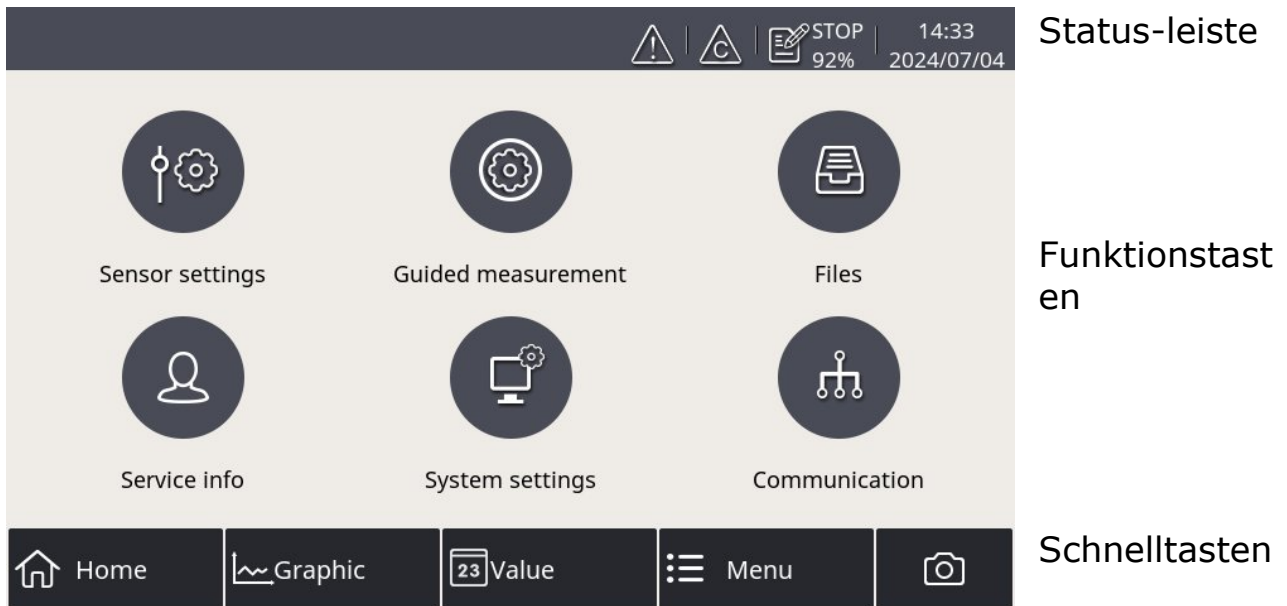 STOP
92%
14:33
2024/07/04
Status-leiste
Sensor settings
Guided measurement
Files
Funktionstast
en
Service info
System settings
Communication
Home
Graphic
23
Value
Menu
Schnelltasten